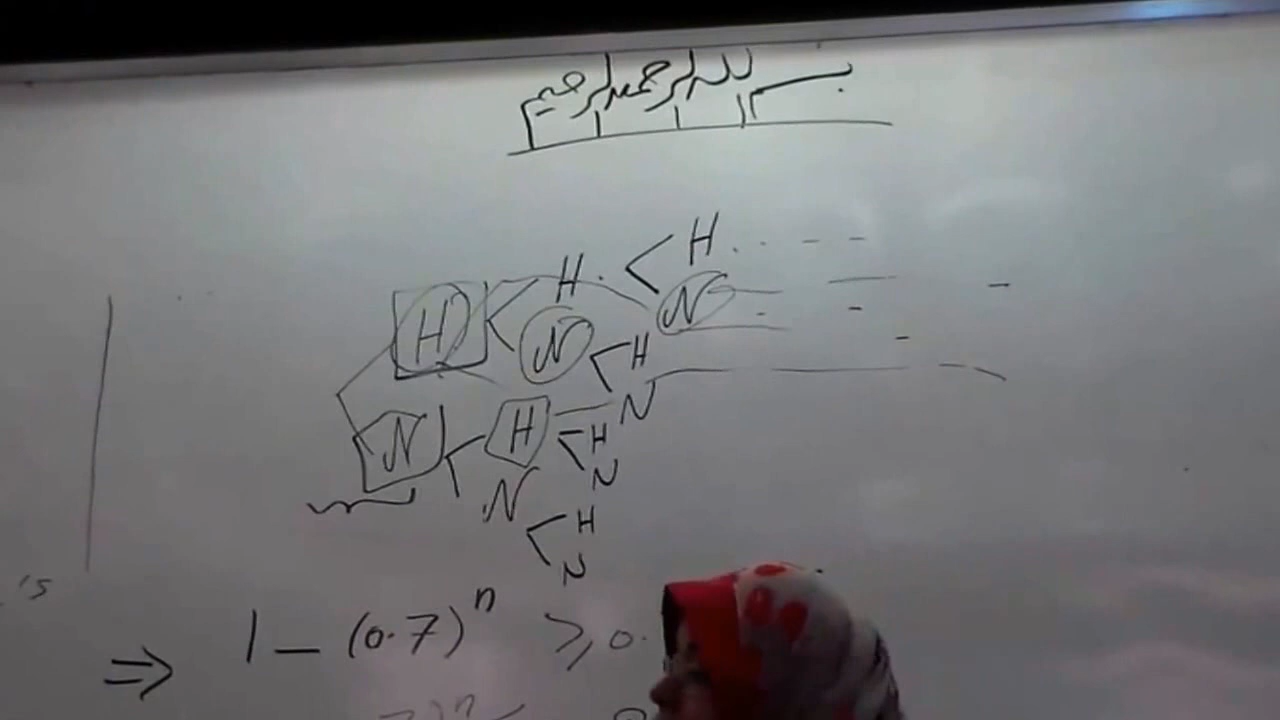 بسم الله الرحمن الرحيم
H H
H N N
H
N H N
H
N
N H
N
's
⇒ 1 − (0.7)ⁿ ≥ 0.